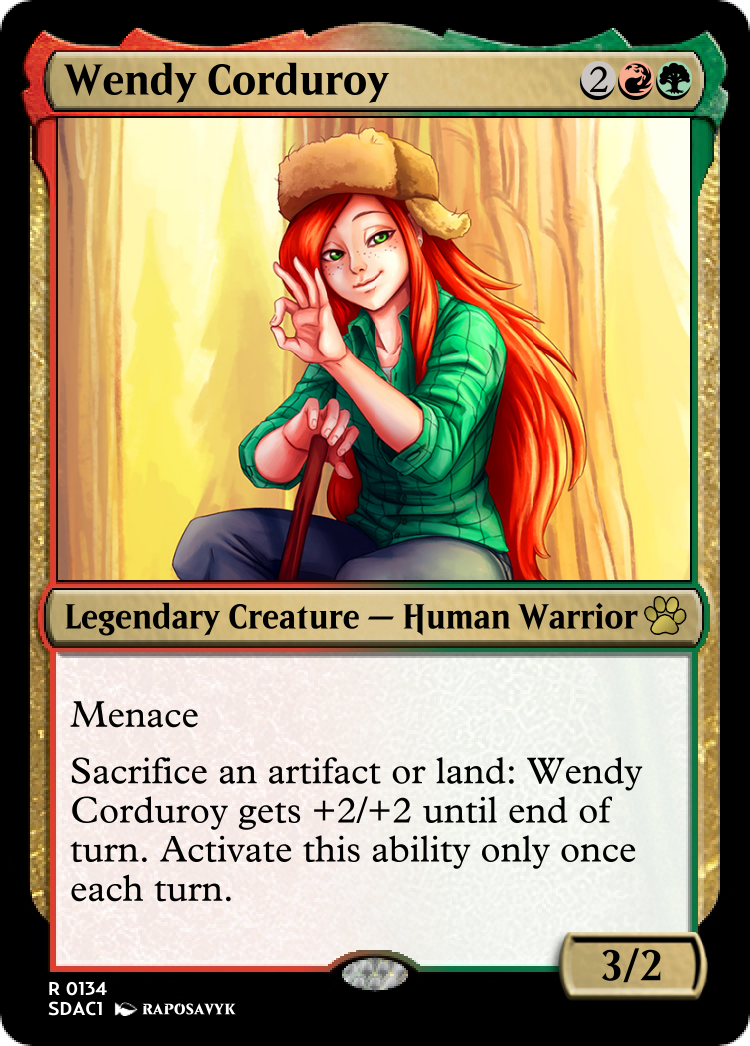 Wendy Corduroy 2
Legendary Creature — Human Warrior
Menace
Sacrifice an artifact or land: Wendy
Corduroy gets +2/+2 until end of
turn. Activate this ability only once
each turn.
3/2
R 0134
SDAC1 RAPOSAVYK